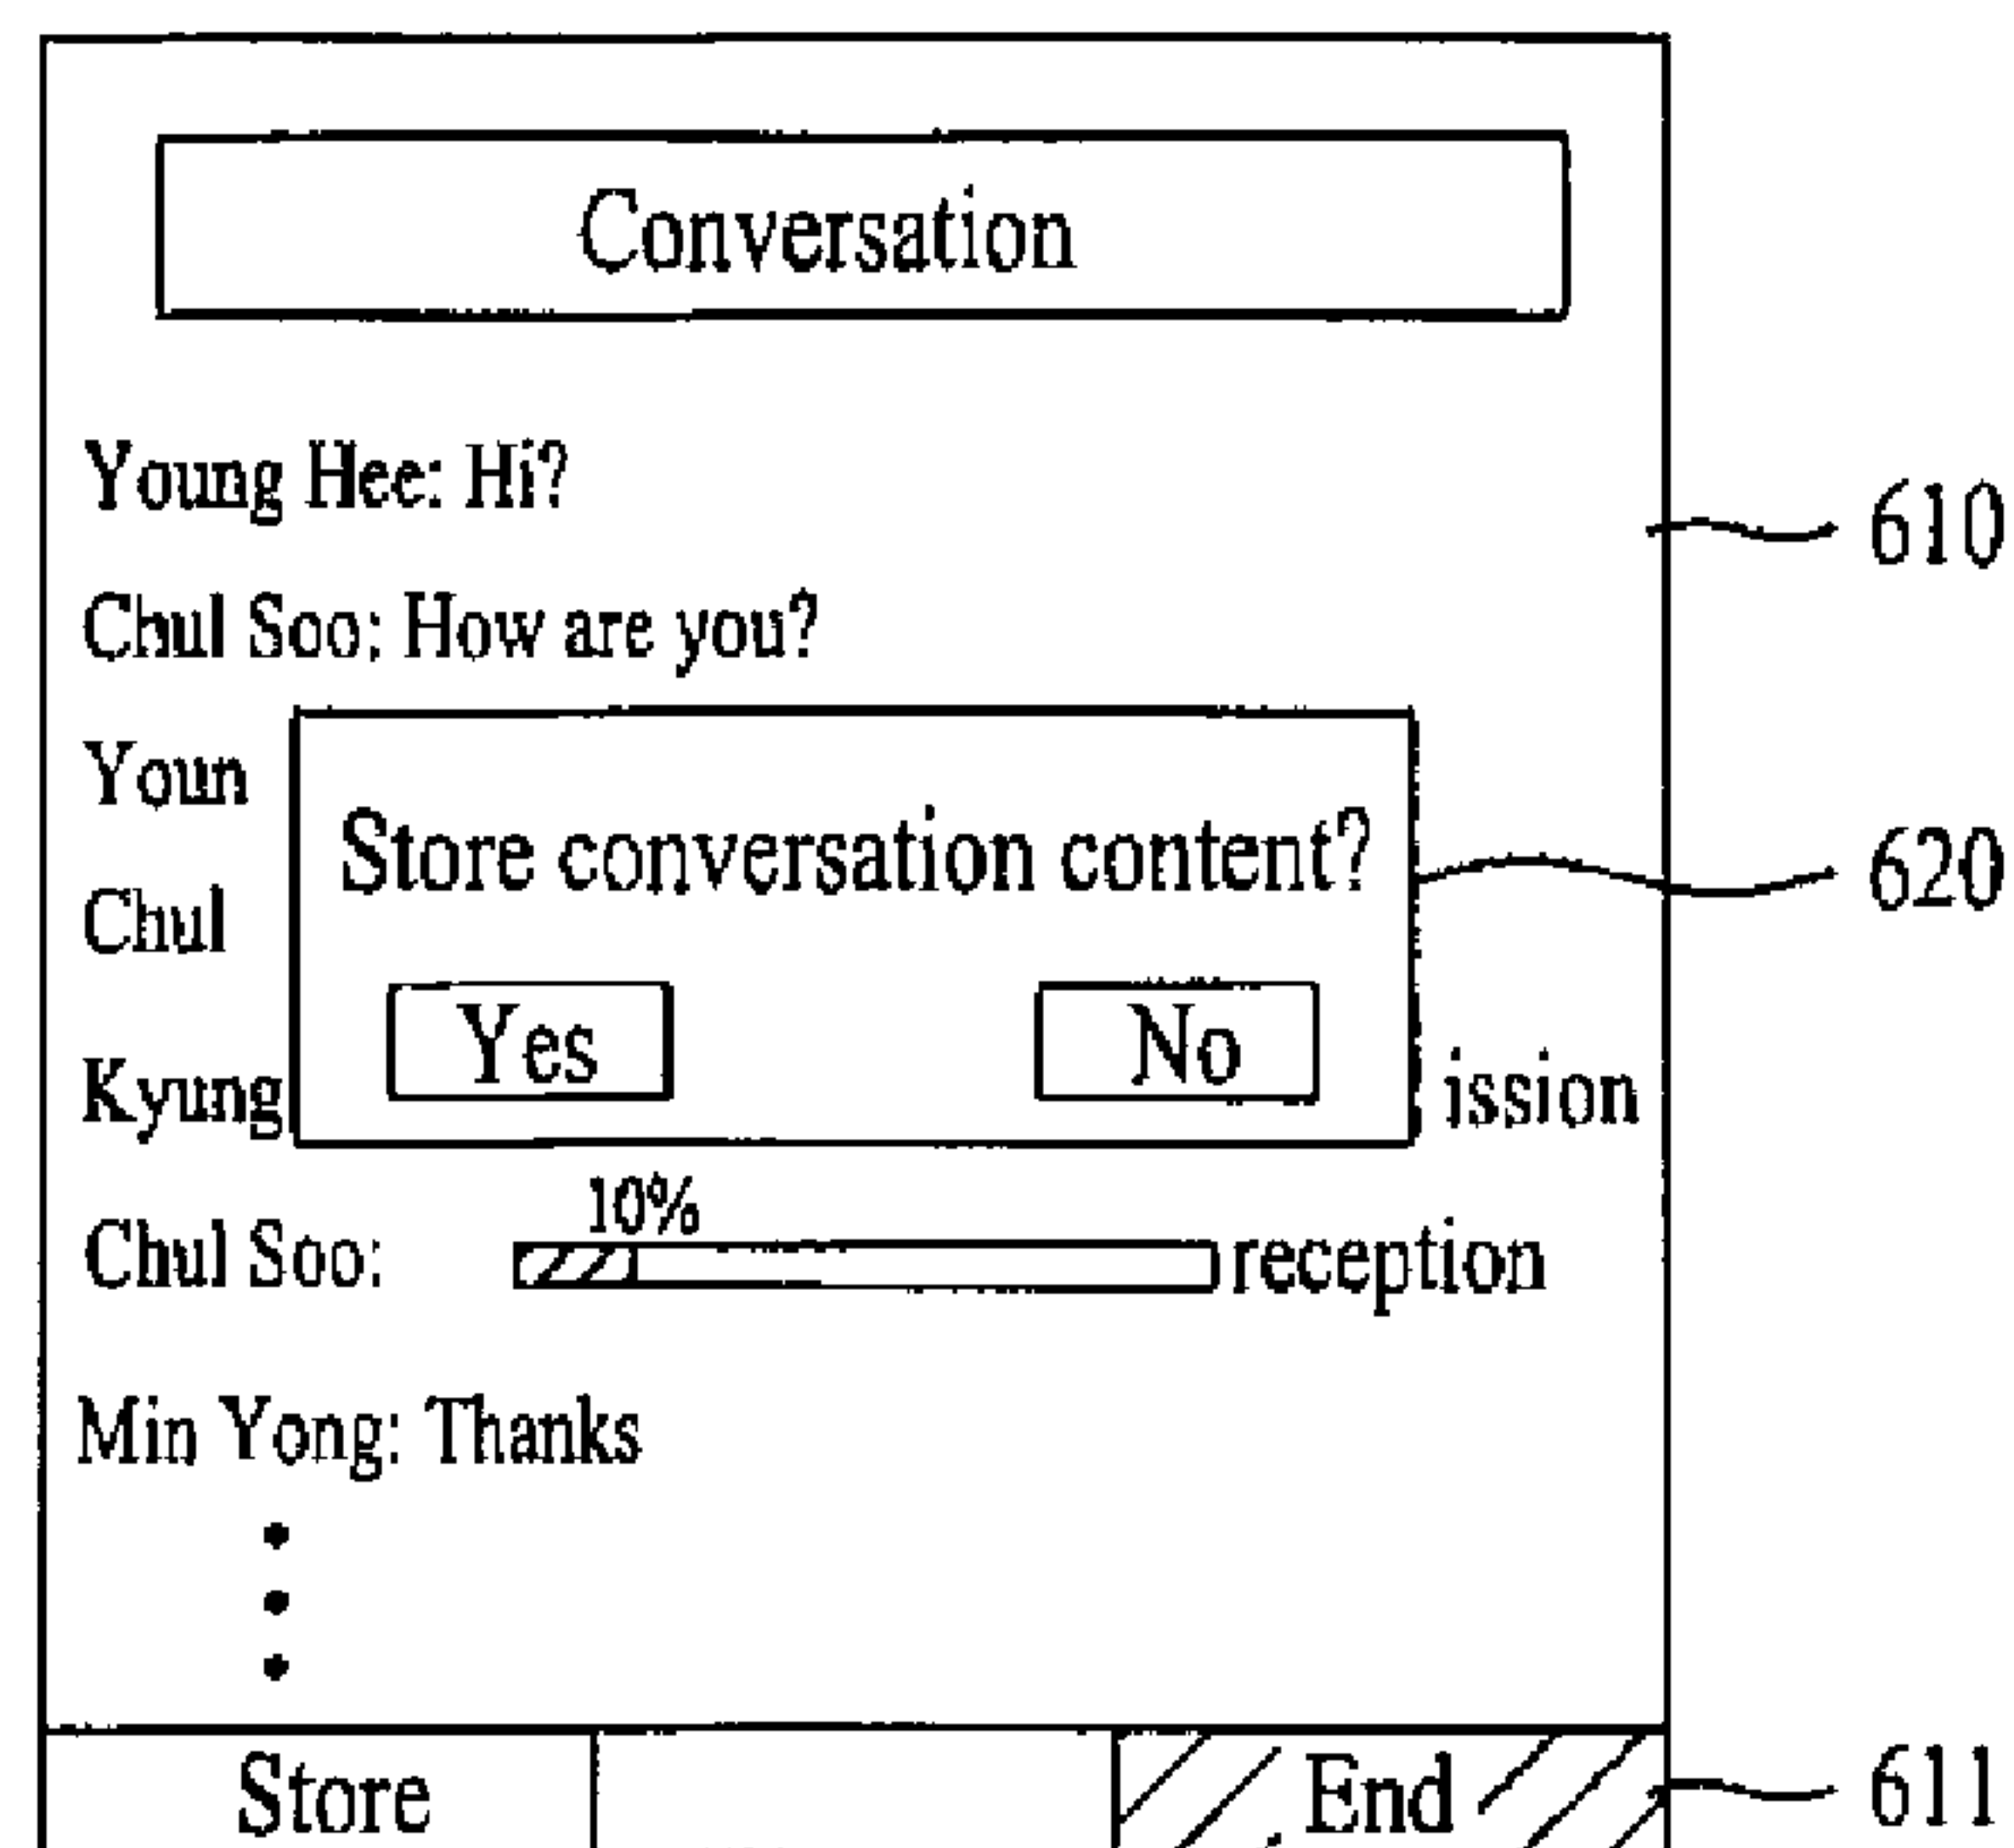 Conversation
Young Hee: Hi?
610
Chul Soo: How are you?
Youn
Store conversation content?
620
Chul
Yes No
Kyung ission
10%
Chul Soo: reception
Min Yong: Thanks
Store End 611